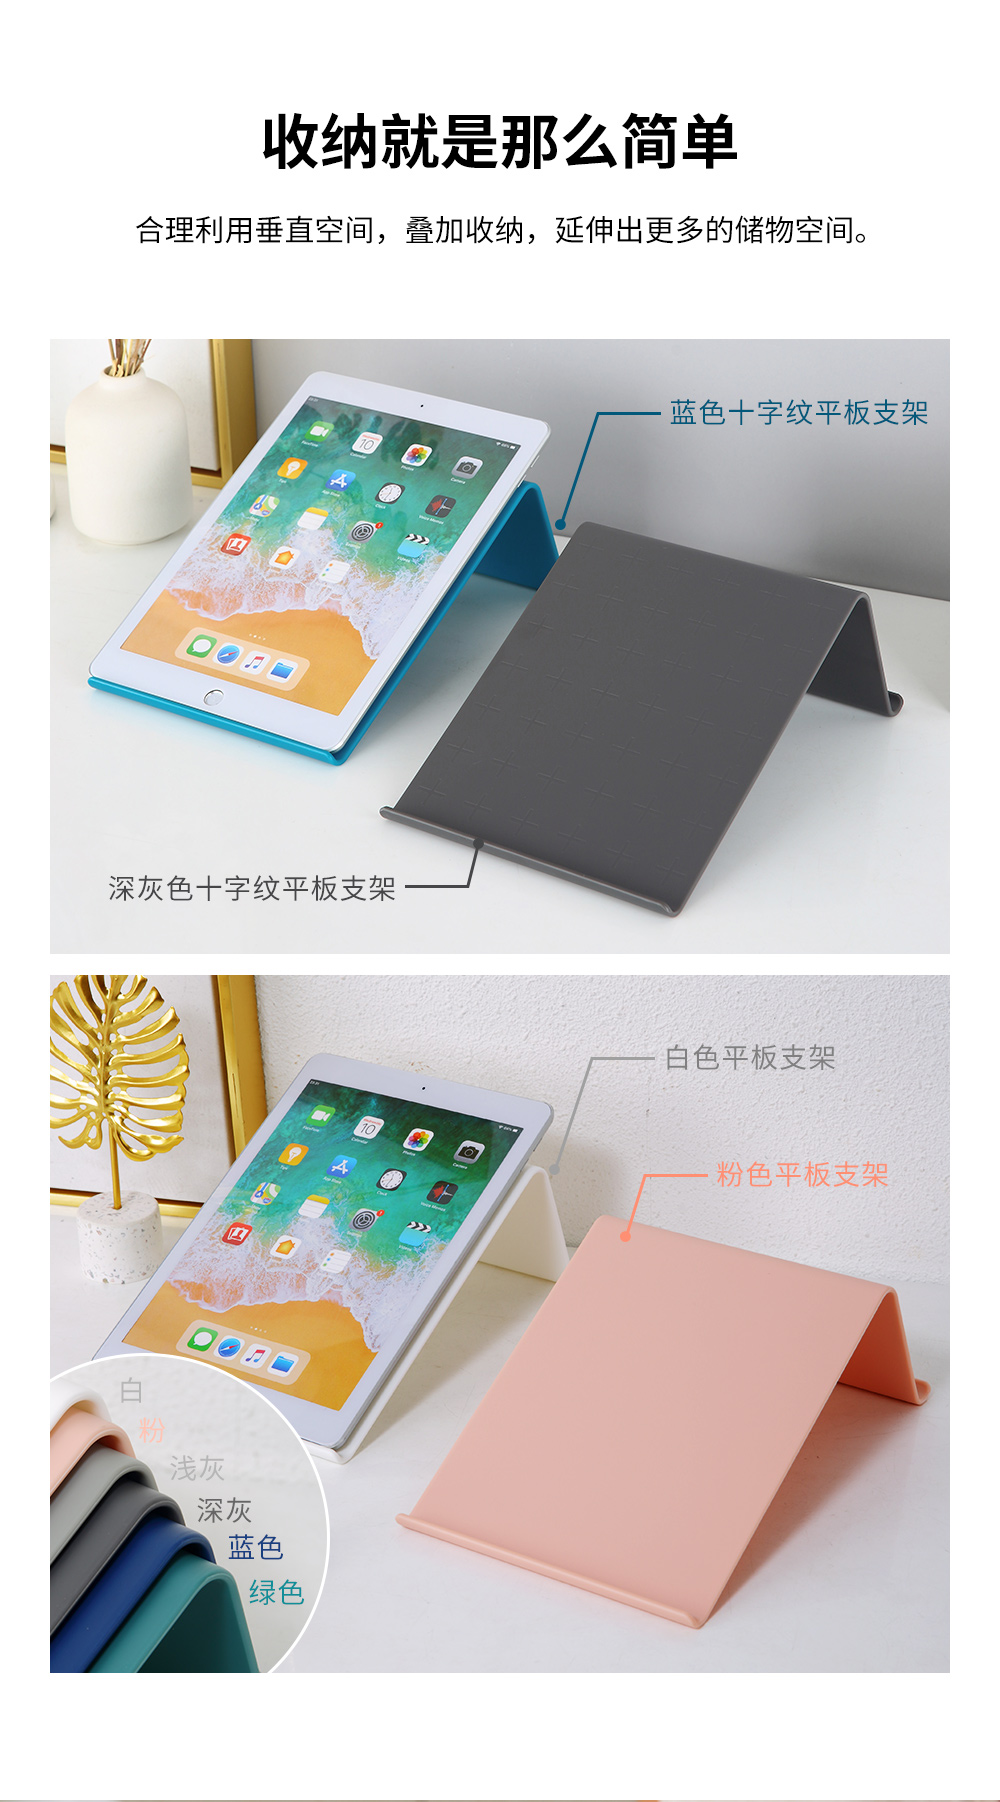 收纳就是那么简单
合理利用垂直空间，叠加收纳，延伸出更多的储物空间。
蓝色十字纹平板支架
深灰色十字纹平板支架
白色平板支架
粉色平板支架
白
粉
浅灰
深灰
蓝色
绿色